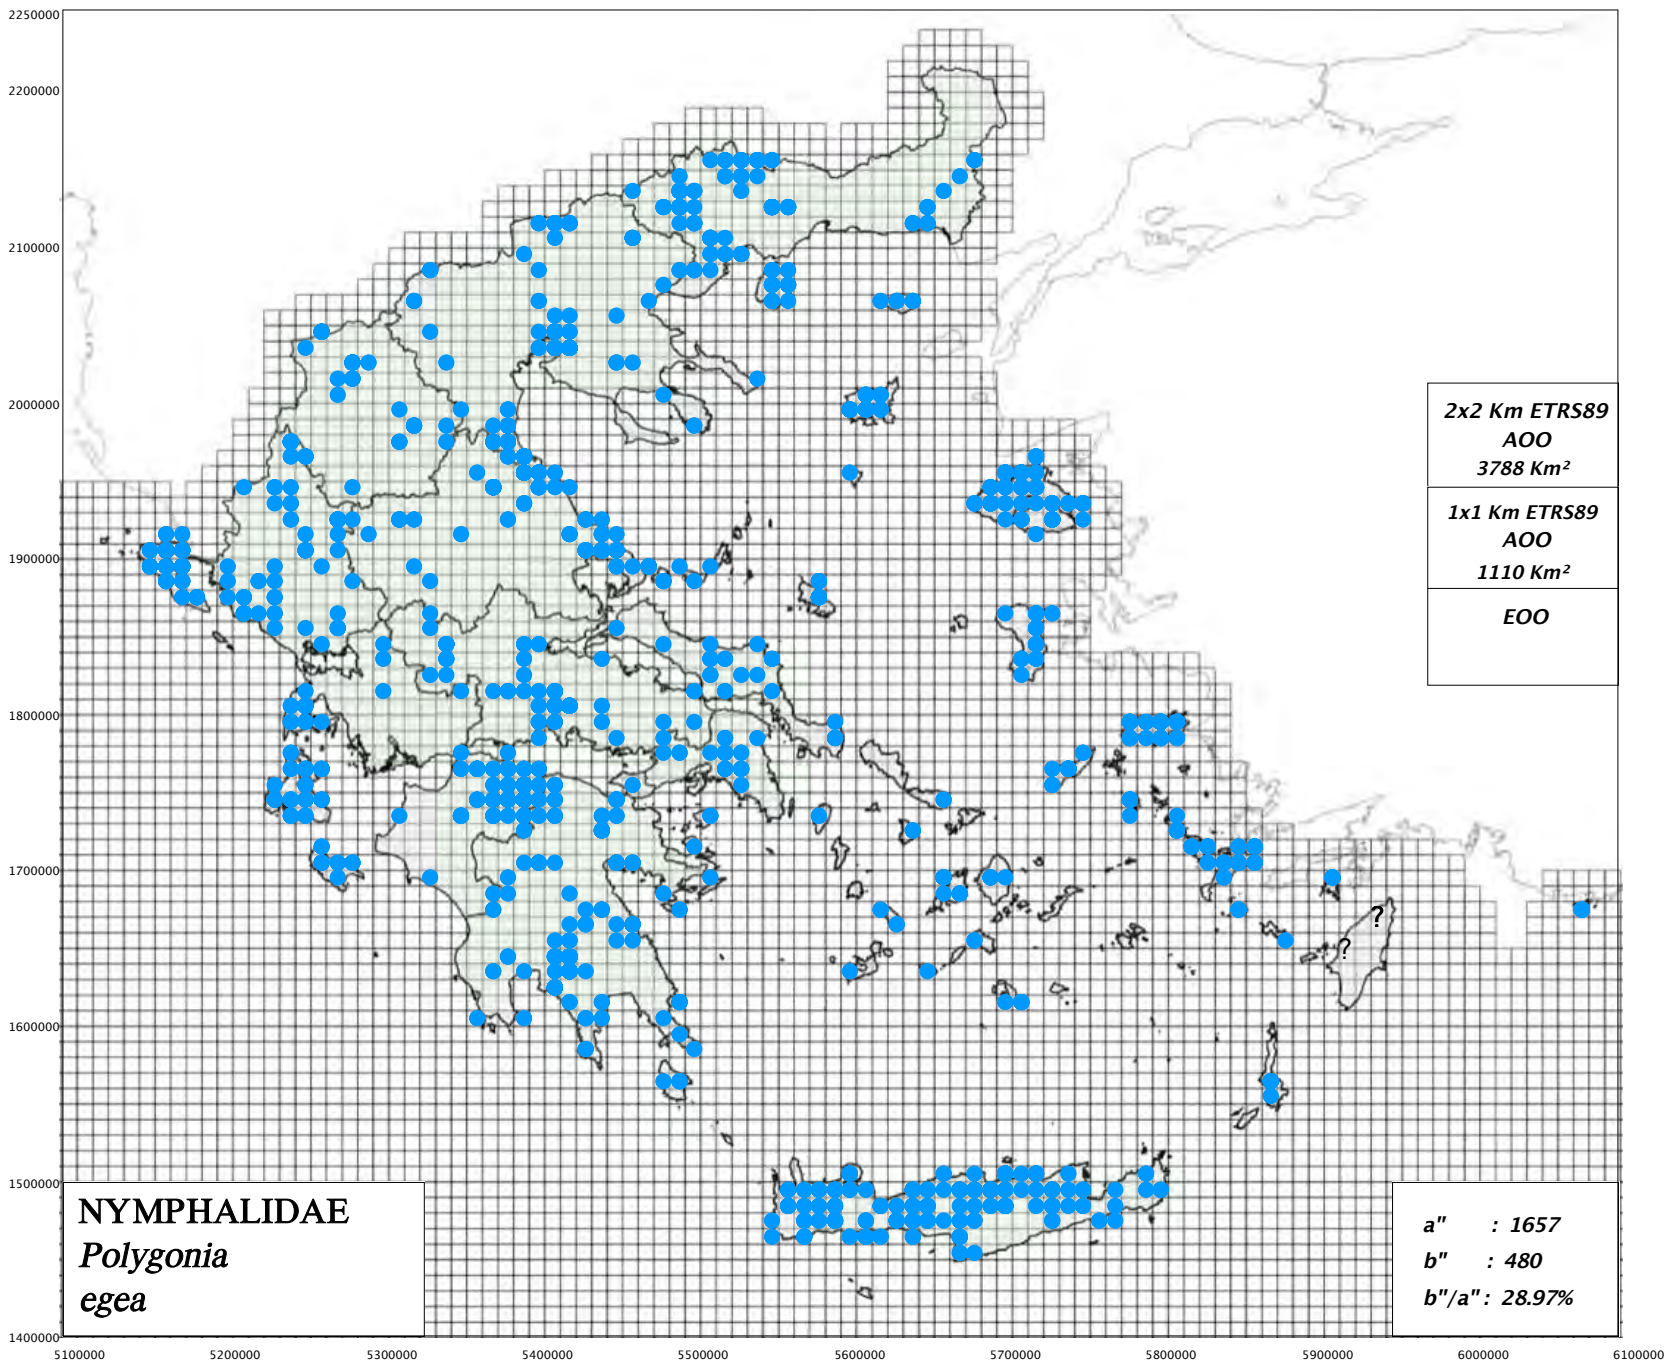 2250000
2200000
2100000
2000000
1900000
1800000
1700000
1600000
1500000
1400000
2x2 Km ETRS89
AOO
3788 Km²
1x1 Km ETRS89
AOO
1110 Km²
EOO
?
?
NYMPHALIDAE
Polygonia
egea
a" : 1657
b" : 480
b"/a" : 28.97%
5100000 5200000 5300000 5400000 5500000 5600000 5700000 5800000 5900000 6000000 6100000